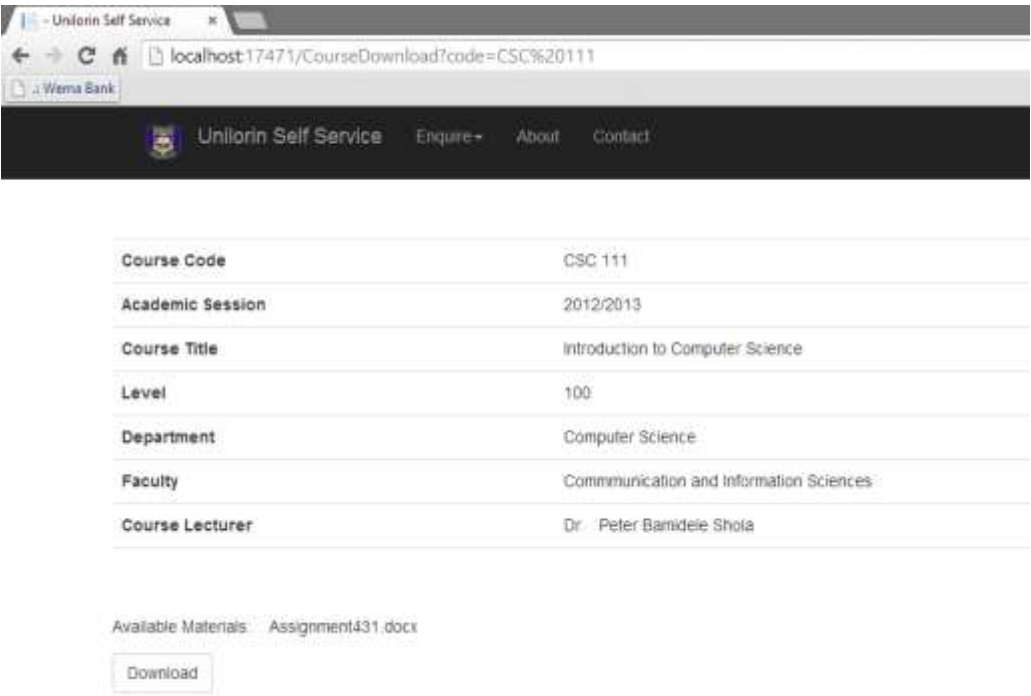 - Unilorin Self Service
localhost:17471/CourseDownload?code=CSC%20111
.: Wema Bank
Unilorin Self Service Enquire About Contact
Course Code CSC 111
Academic Session 2012/2013
Course Title Introduction to Computer Science
Level 100
Department Computer Science
Faculty Commmunication and Information Sciences
Course Lecturer Dr Peter Bamidele Shola
Available Materials: Assignment431.docx
Download